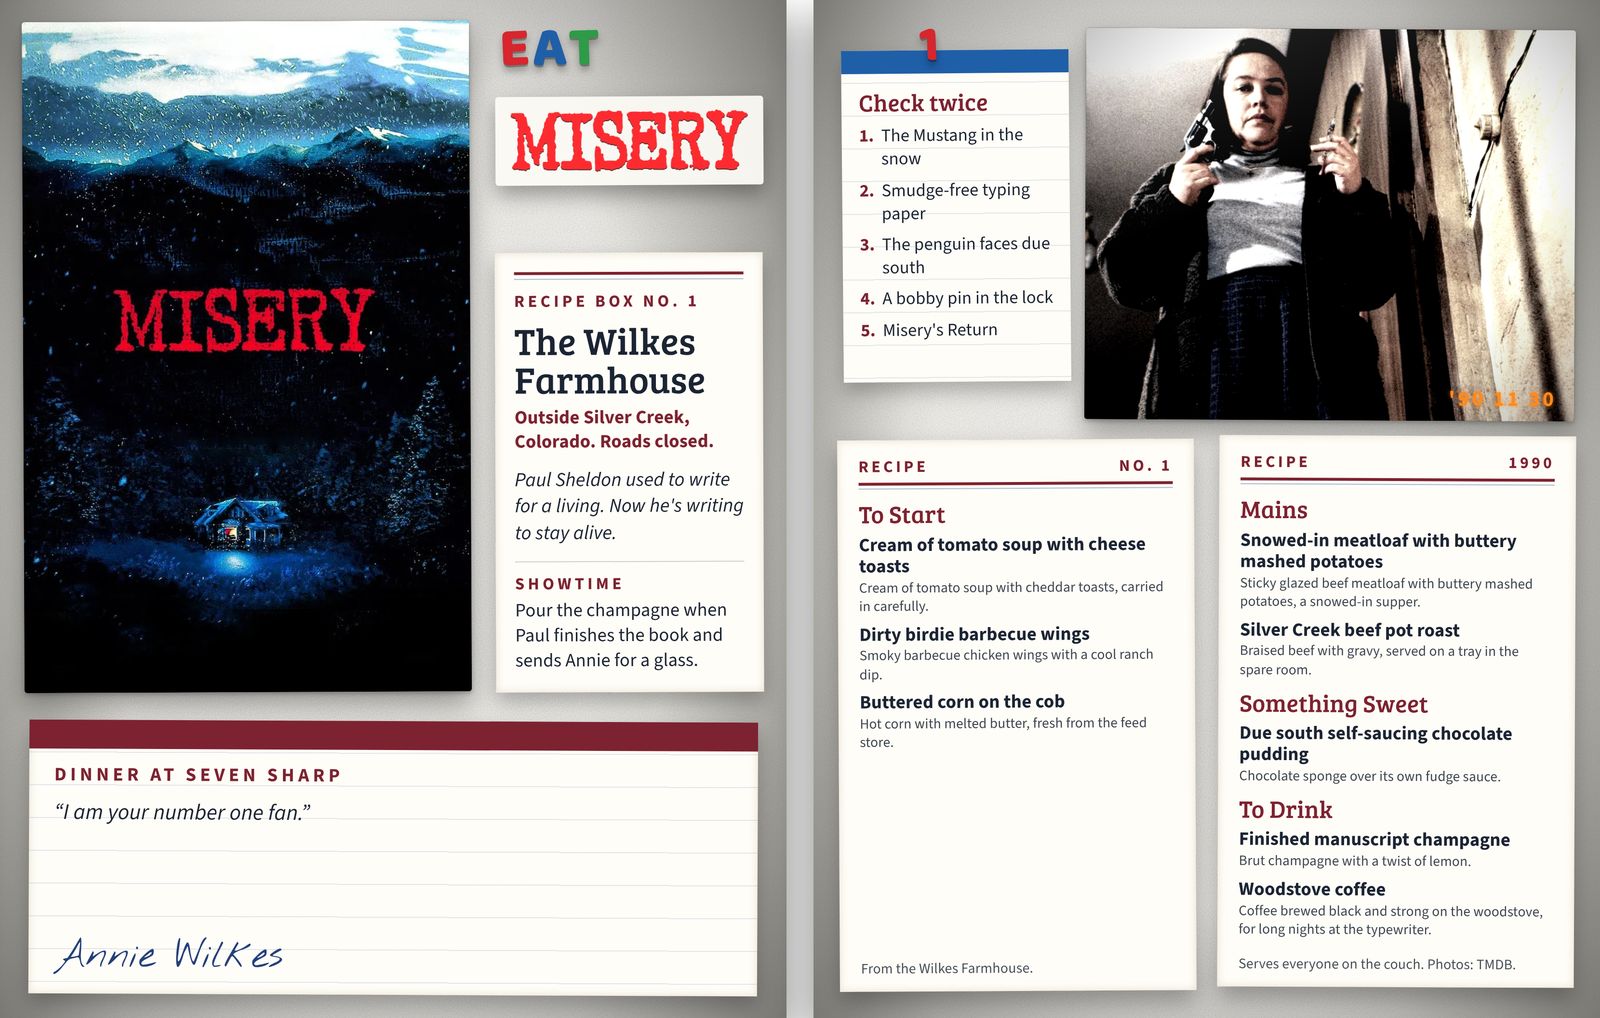 EAT
MISERY
MISERY
RECIPE BOX NO. 1
The Wilkes
Farmhouse
Outside Silver Creek,
Colorado. Roads closed.
Paul Sheldon used to write
for a living. Now he's writing
to stay alive.
SHOWTIME
Pour the champagne when
Paul finishes the book and
sends Annie for a glass.
DINNER AT SEVEN SHARP
“I am your number one fan.”
Annie Wilkes
1
Check twice
1. The Mustang in the
snow
2. Smudge-free typing
paper
3. The penguin faces due
south
4. A bobby pin in the lock
5. Misery's Return
'90 11 30
RECIPE NO. 1
To Start
Cream of tomato soup with cheese
toasts
Cream of tomato soup with cheddar toasts, carried
in carefully.
Dirty birdie barbecue wings
Smoky barbecue chicken wings with a cool ranch
dip.
Buttered corn on the cob
Hot corn with melted butter, fresh from the feed
store.
From the Wilkes Farmhouse.
RECIPE 1990
Mains
Snowed-in meatloaf with buttery
mashed potatoes
Sticky glazed beef meatloaf with buttery mashed
potatoes, a snowed-in supper.
Silver Creek beef pot roast
Braised beef with gravy, served on a tray in the
spare room.
Something Sweet
Due south self-saucing chocolate
pudding
Chocolate sponge over its own fudge sauce.
To Drink
Finished manuscript champagne
Brut champagne with a twist of lemon.
Woodstove coffee
Coffee brewed black and strong on the woodstove,
for long nights at the typewriter.
Serves everyone on the couch. Photos: TMDB.